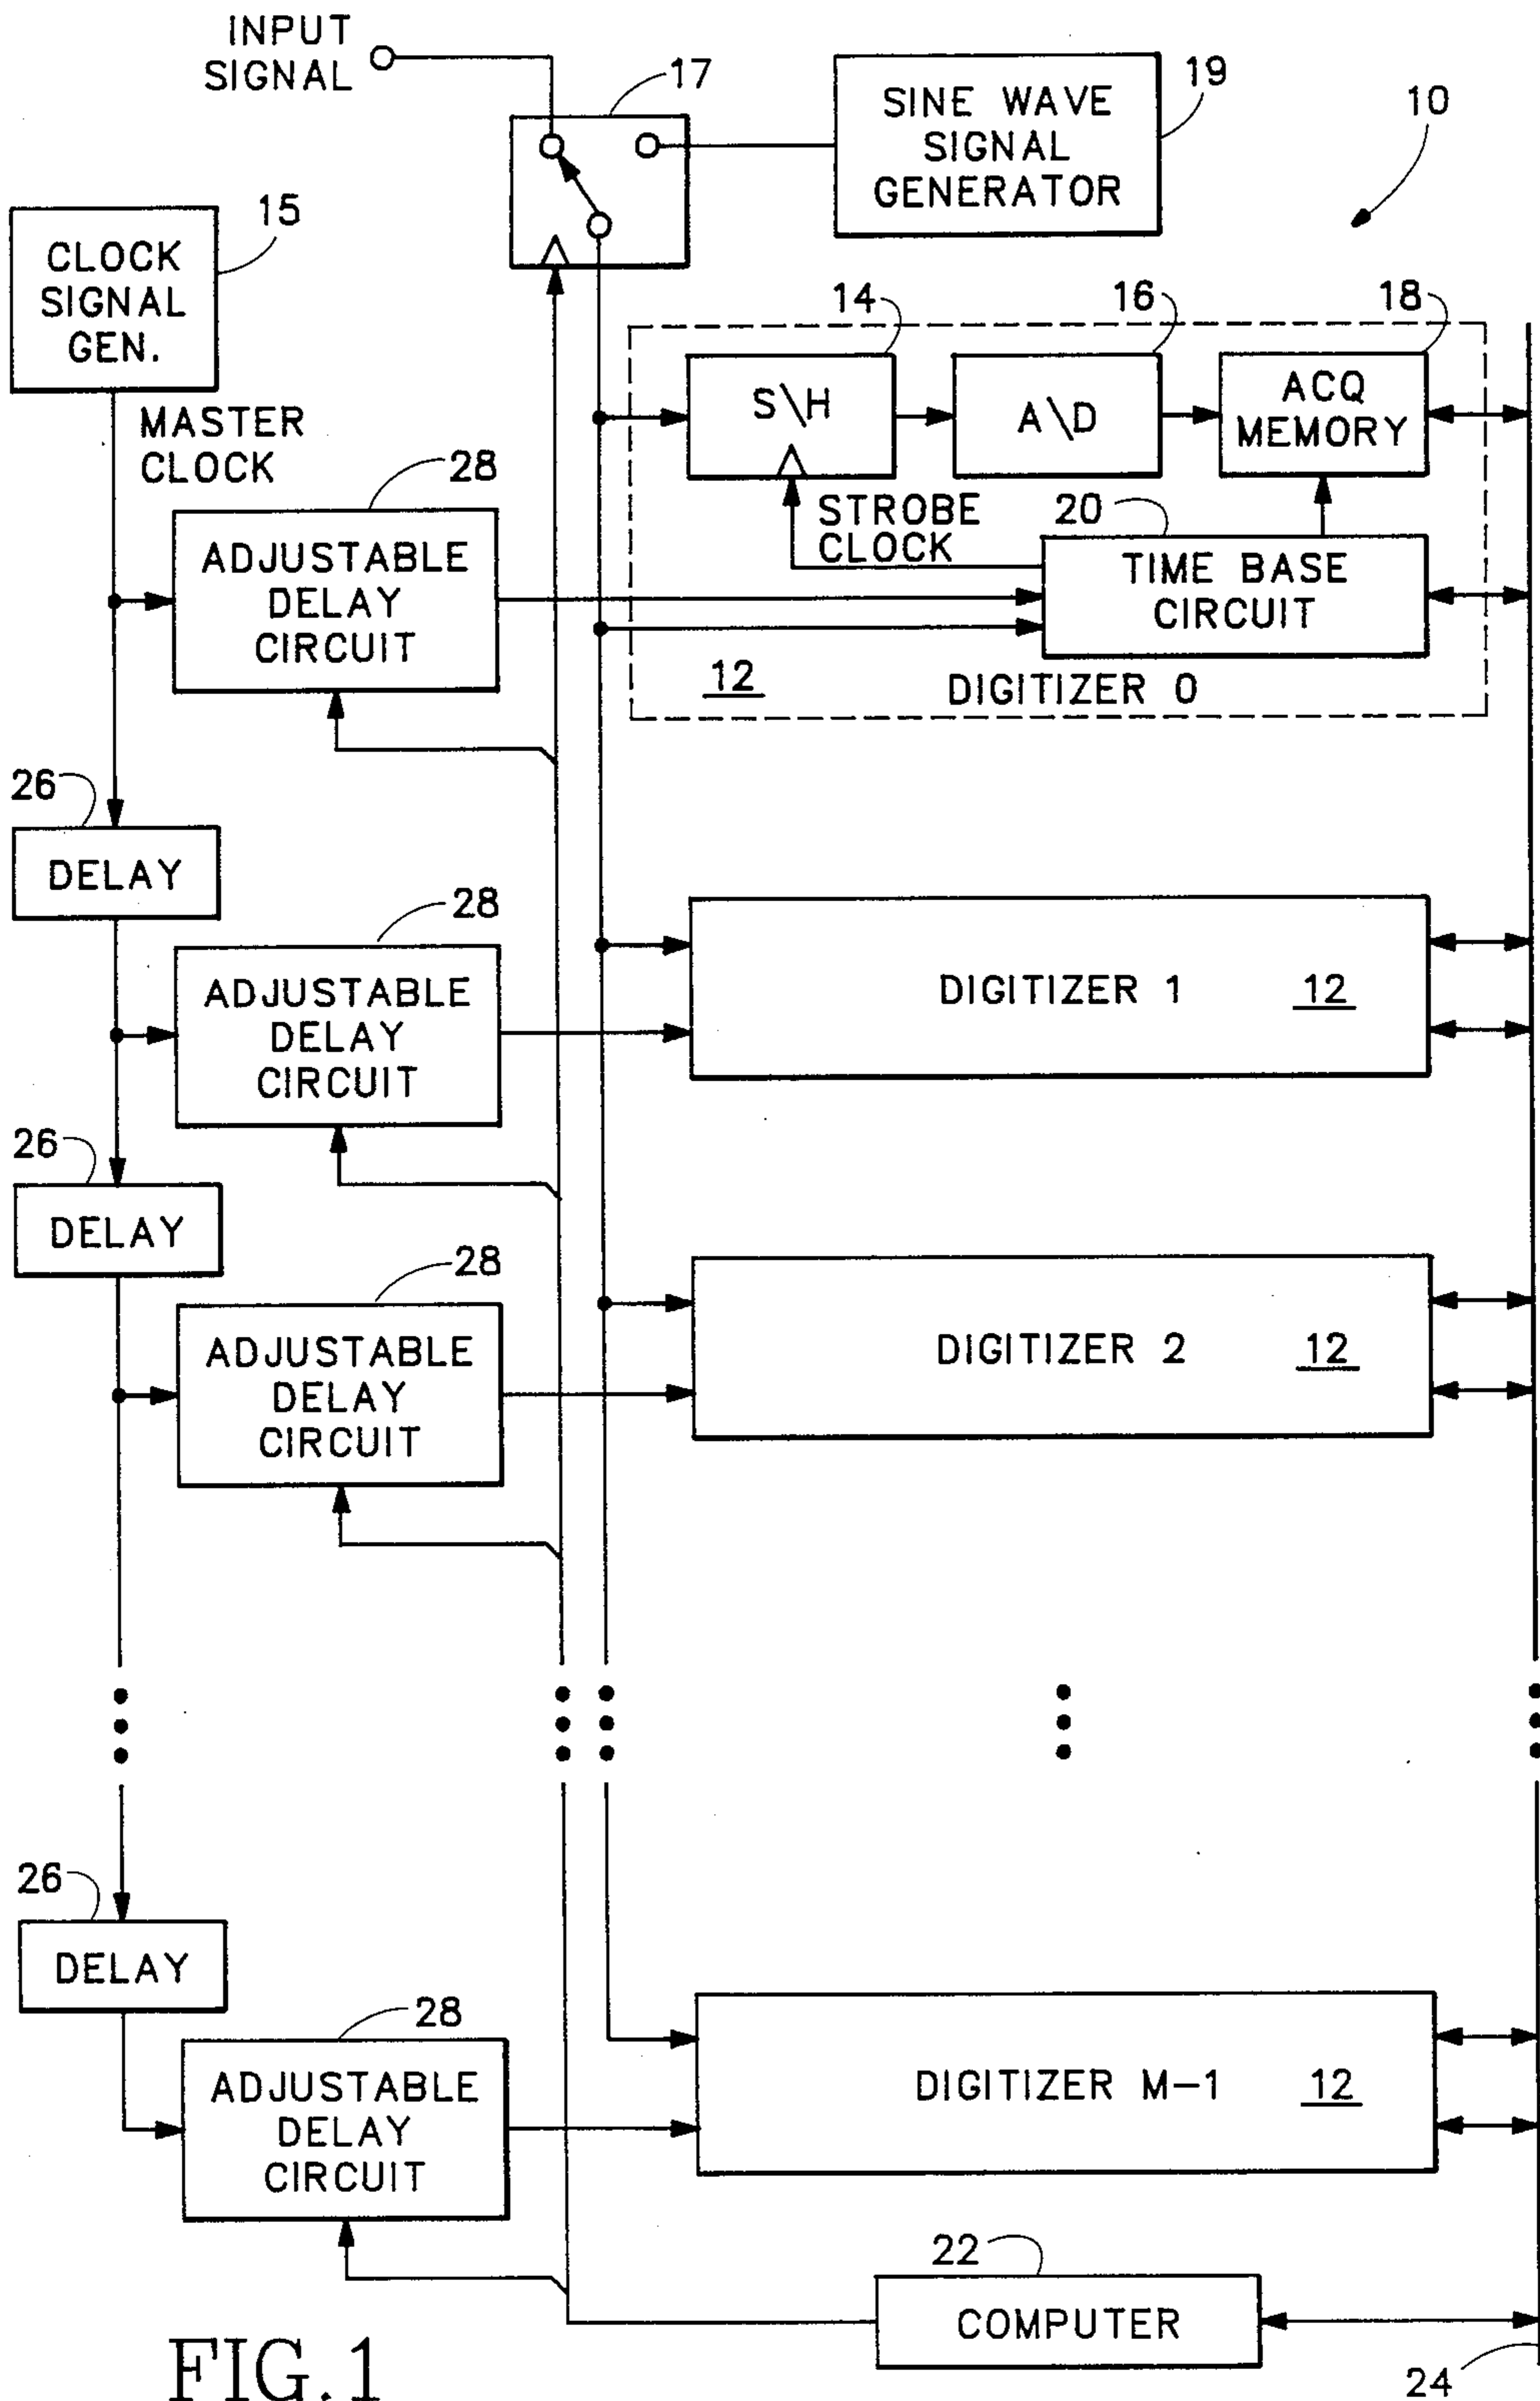 INPUT
SIGNAL
17
SINE WAVE
SIGNAL
GENERATOR
19
10
CLOCK
SIGNAL
GEN.
15
MASTER
CLOCK
14
16
18
S\H
A\D
ACQ
MEMORY
STROBE
CLOCK
20
TIME BASE
CIRCUIT
12
DIGITIZER 0
28
ADJUSTABLE
DELAY
CIRCUIT
26
DELAY
28
ADJUSTABLE
DELAY
CIRCUIT
DIGITIZER 1 12
26
DELAY
28
ADJUSTABLE
DELAY
CIRCUIT
DIGITIZER 2 12
26
DELAY
28
ADJUSTABLE
DELAY
CIRCUIT
DIGITIZER M-1 12
22
COMPUTER
24
FIG.1